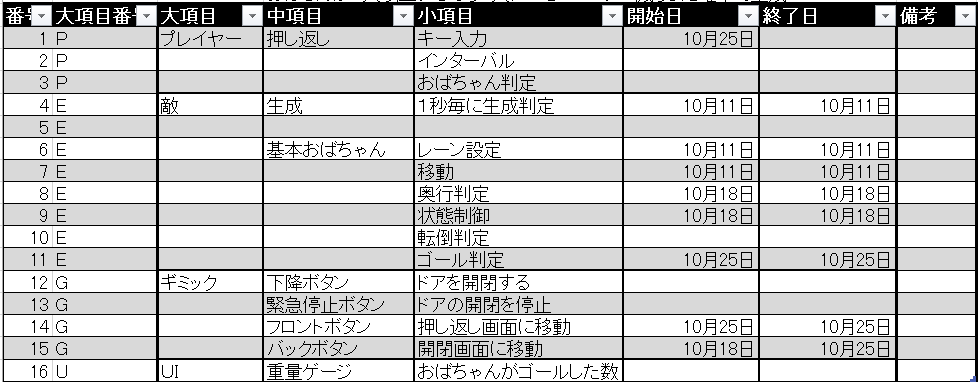 番号 大項目番号 大項目 中項目 小項目 開始日 終了日 備考
1 P プレイヤー 押し返し キー入力 10月25日
2 P インターバル
3 P おばちゃん判定
4 E 敵 生成 1秒毎に生成判定 10月11日 10月11日
5 E
6 E 基本おばちゃん レーン設定 10月11日 10月11日
7 E 移動 10月11日 10月11日
8 E 奥行判定 10月18日 10月18日
9 E 状態制御 10月18日 10月18日
10 E 転倒判定
11 E ゴール判定 10月25日 10月25日
12 G ギミック 下降ボタン ドアを開閉する
13 G 緊急停止ボタン ドアの開閉を停止
14 G フロントボタン 押し返し画面に移動 10月25日 10月25日
15 G バックボタン 開閉画面に移動 10月18日 10月25日
16 U UI 重量ゲージ おばちゃんがゴールした数